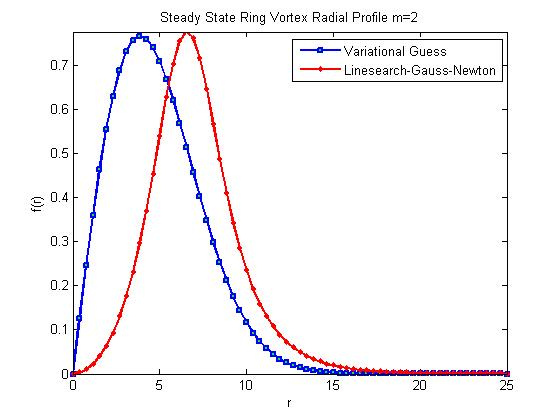 Steady State Ring Vortex Radial Profile m=2
Variational Guess
Linesearch-Gauss-Newton
0.7
0.6
0.5
0.4
0.3
0.2
0.1
0
f(r)
0 5 10 15 20 25
r